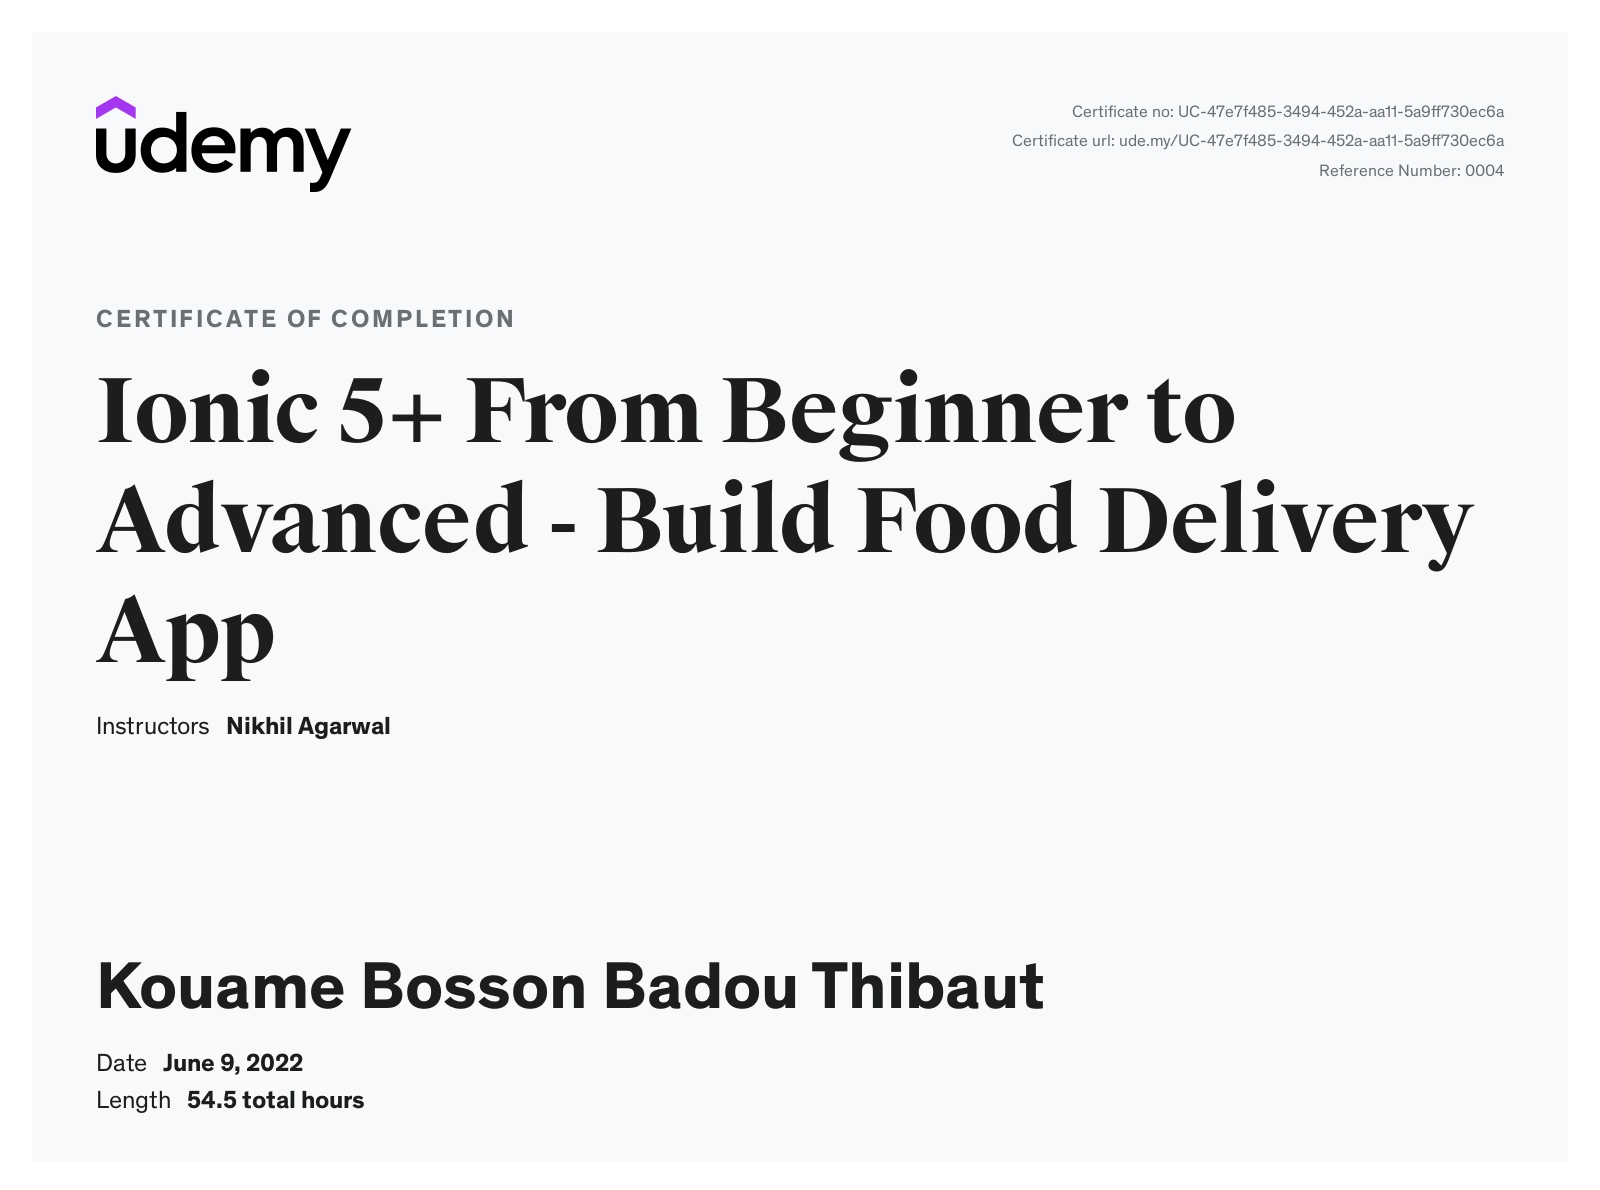 udemy
Certificate no: UC-47e7f485-3494-452a-aa11-5a9ff730ec6a
Certificate url: ude.my/UC-47e7f485-3494-452a-aa11-5a9ff730ec6a
Reference Number: 0004
CERTIFICATE OF COMPLETION
Ionic 5+ From Beginner to
Advanced - Build Food Delivery
App
Instructors Nikhil Agarwal
Kouame Bosson Badou Thibaut
Date June 9, 2022
Length 54.5 total hours